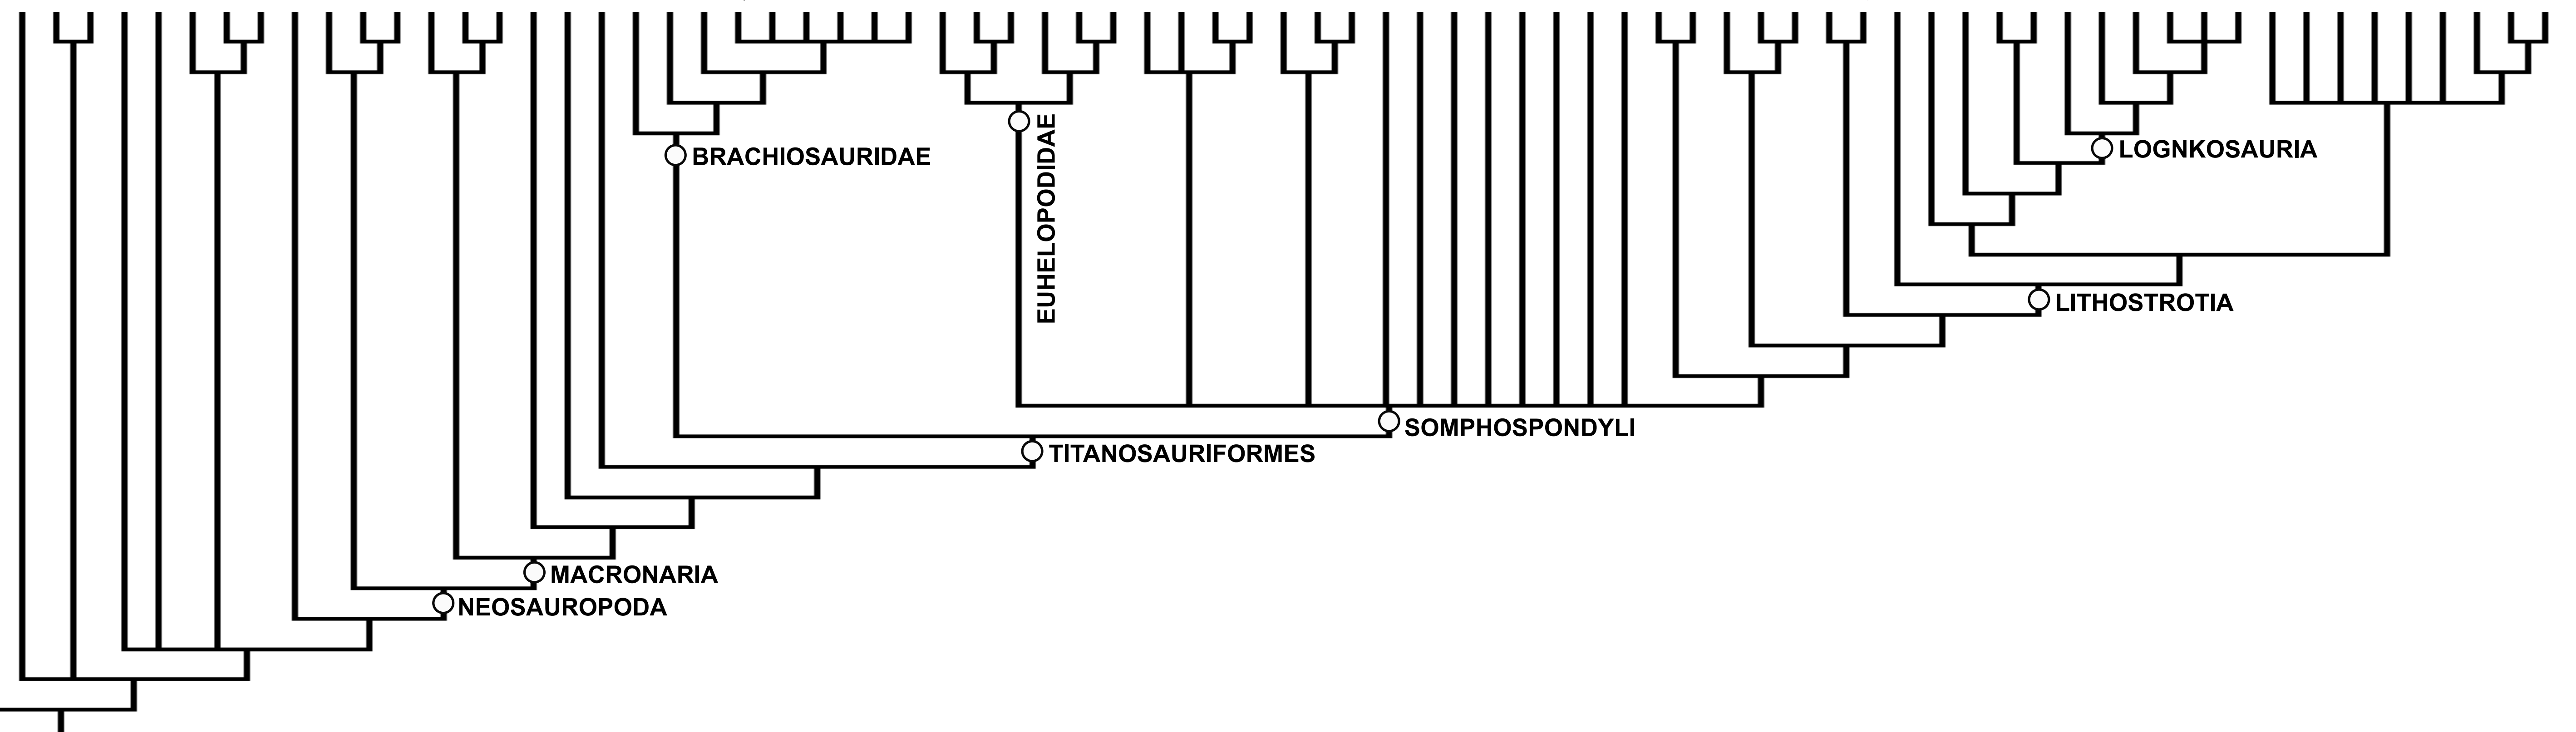 EUHELOPODIDAE
BRACHIOSAURIDAE
LOGNKOSAURIA
LITHOSTROTIA
SOMPHOSPONDYLI
TITANOSAURIFORMES
MACRONARIA
NEOSAUROPODA